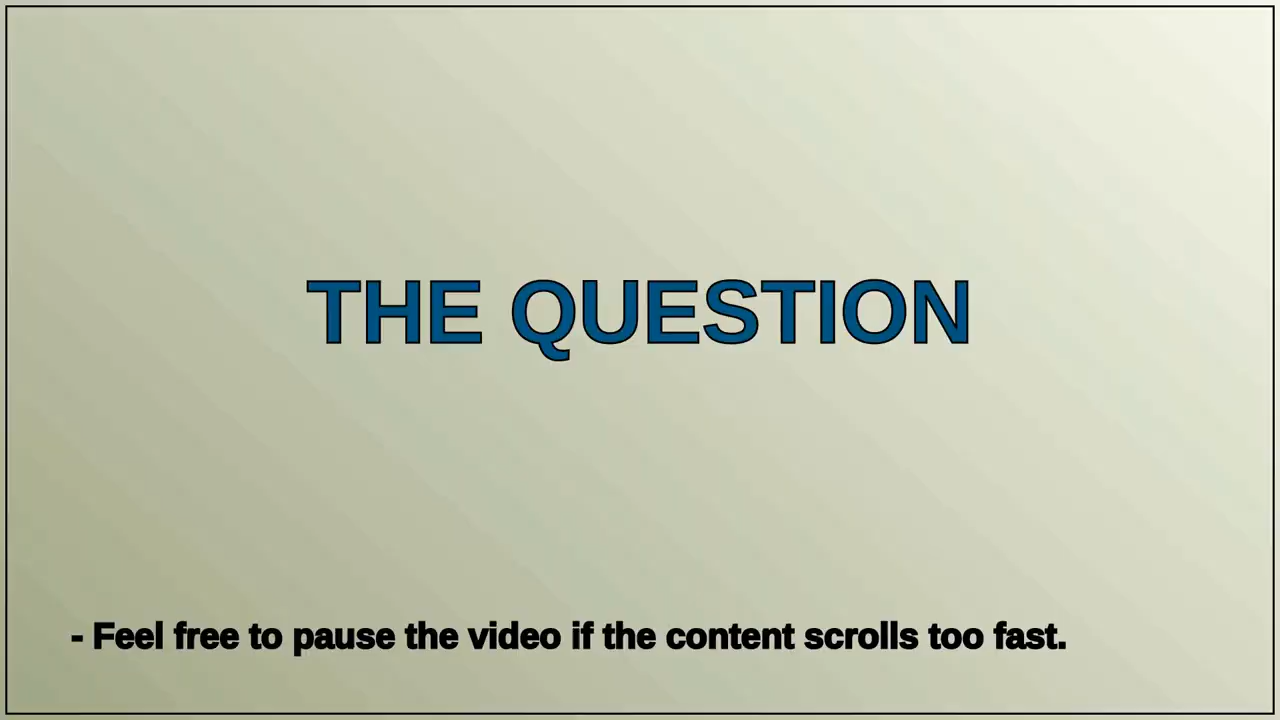 THE QUESTION
- Feel free to pause the video if the content scrolls too fast.